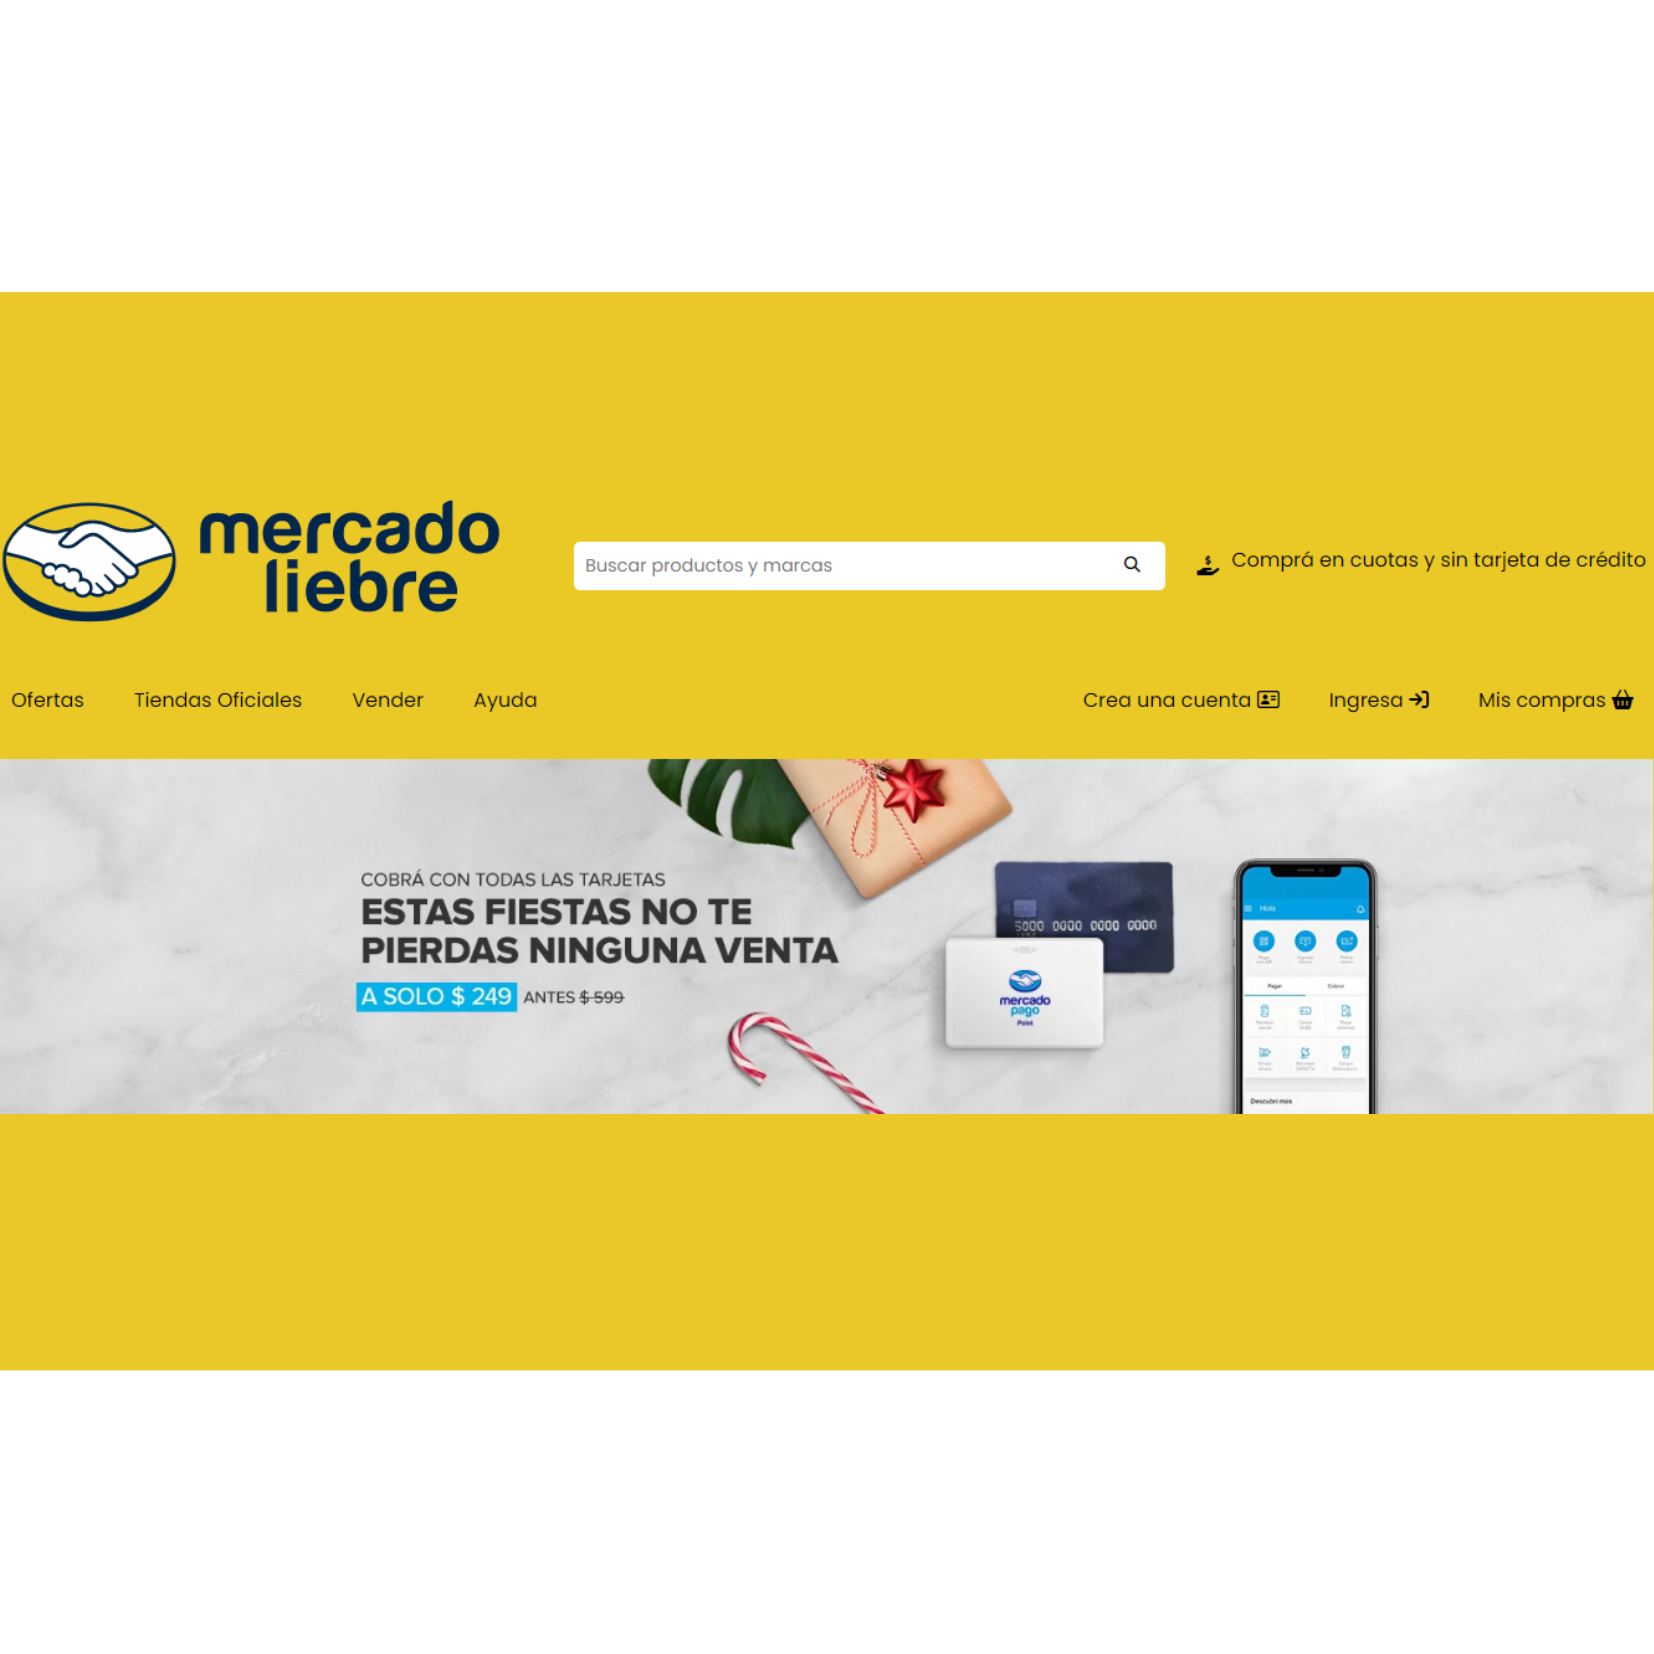 mercado
liebre
Buscar productos y marcas
Comprá en cuotas y sin tarjeta de crédito
Ofertas Tiendas Oficiales Vender Ayuda Crea una cuenta Ingresa Mis compras
COBRÁ CON TODAS LAS TARJETAS
ESTAS FIESTAS NO TE
PIERDAS NINGUNA VENTA
A SOLO $ 249 ANTES $ 599
5000 0000 0000 0000
mercado
pago
Point
Hola
Pagar Cobrar
Descubrí más